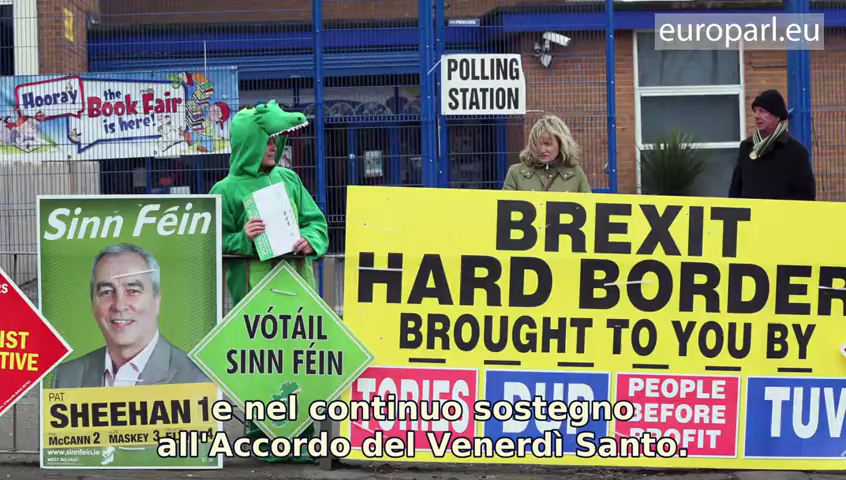 europarl.eu
POLLING
STATION
Hooray
the
Book Fair
is here!
Sinn Féin
BREXIT
HARD BORDER
BROUGHT TO YOU BY
VÓTÁIL
SINN FÉIN
IST
TIVE
PAT
SHEEHAN 1
McCANN 2 MASKEY 3
www.sinnfein.ie
WEST BELFAST
TORIES
DUP
PEOPLE
BEFORE
PROFIT
TUV
e nel continuo sostegno
all'Accordo del Venerdì Santo.